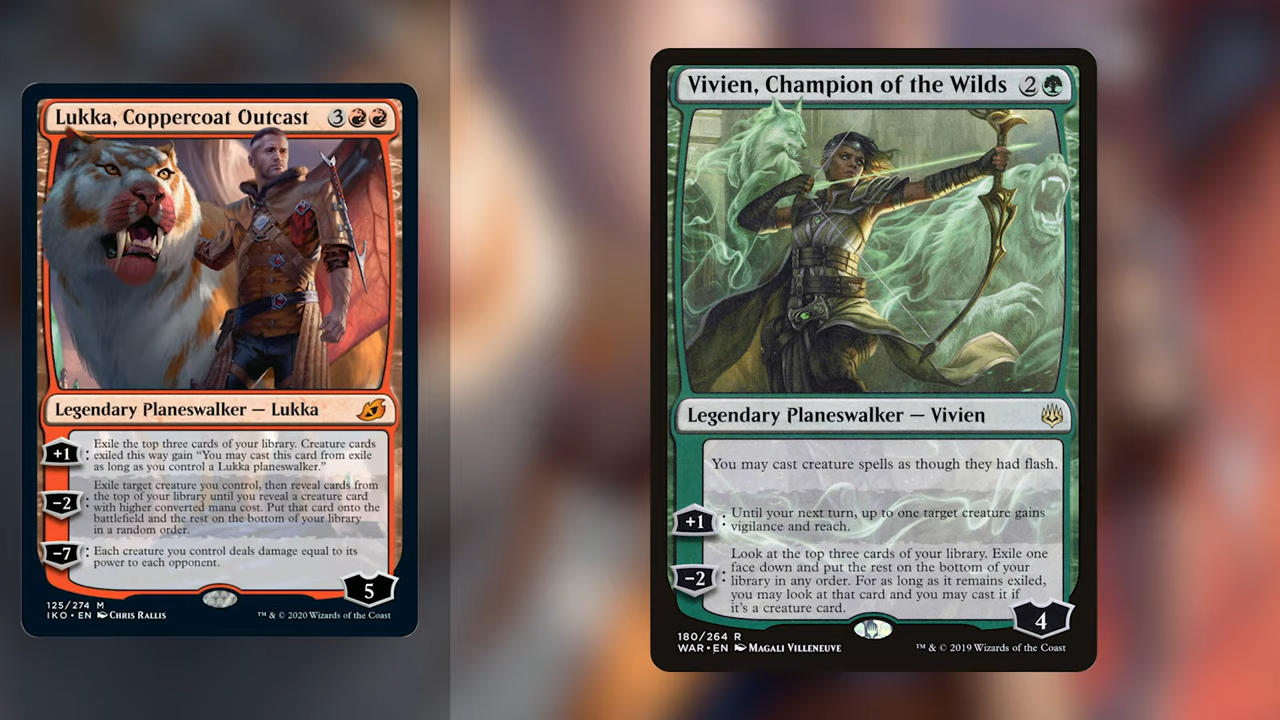 Lukka, Coppercoat Outcast 3
Legendary Planeswalker — Lukka
+1: Exile the top three cards of your library. Creature cards
exiled this way gain “You may cast this card from exile
as long as you control a Lukka planeswalker.”
−2: Exile target creature you control, then reveal cards from
the top of your library until you reveal a creature card
with higher converted mana cost. Put that card onto the
battlefield and the rest on the bottom of your library
in a random order.
−7: Each creature you control deals damage equal to its
power to each opponent.
5
125/274 M
IKO • EN Chris Rallis
™ & © 2020 Wizards of the Coast
Vivien, Champion of the Wilds 2
Legendary Planeswalker — Vivien
You may cast creature spells as though they had flash.
+1: Until your next turn, up to one target creature gains
vigilance and reach.
−2: Look at the top three cards of your library. Exile one
face down and put the rest on the bottom of your
library in any order. For as long as it remains exiled,
you may look at that card and you may cast it if
it’s a creature card.
4
180/264 R
WAR • EN Magali Villeneuve
™ & © 2019 Wizards of the Coast